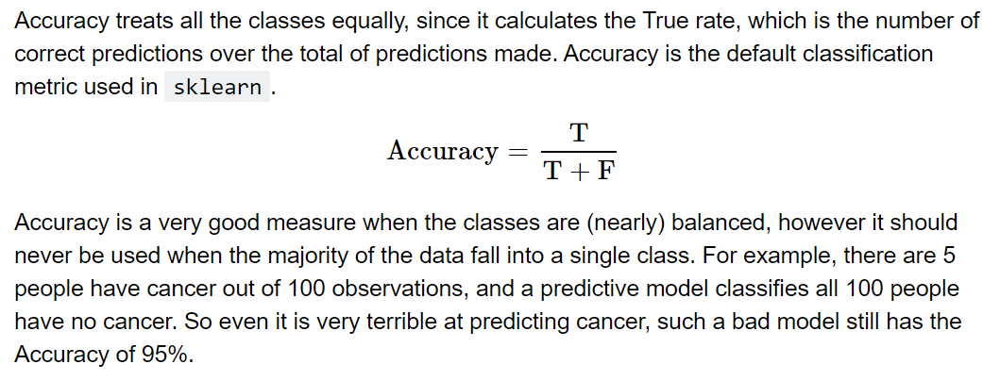 Accuracy treats all the classes equally, since it calculates the True rate, which is the number of
correct predictions over the total of predictions made. Accuracy is the default classification
metric used in sklearn .
Accuracy = T / (T + F)
Accuracy is a very good measure when the classes are (nearly) balanced, however it should
never be used when the majority of the data fall into a single class. For example, there are 5
people have cancer out of 100 observations, and a predictive model classifies all 100 people
have no cancer. So even it is very terrible at predicting cancer, such a bad model still has the
Accuracy of 95%.